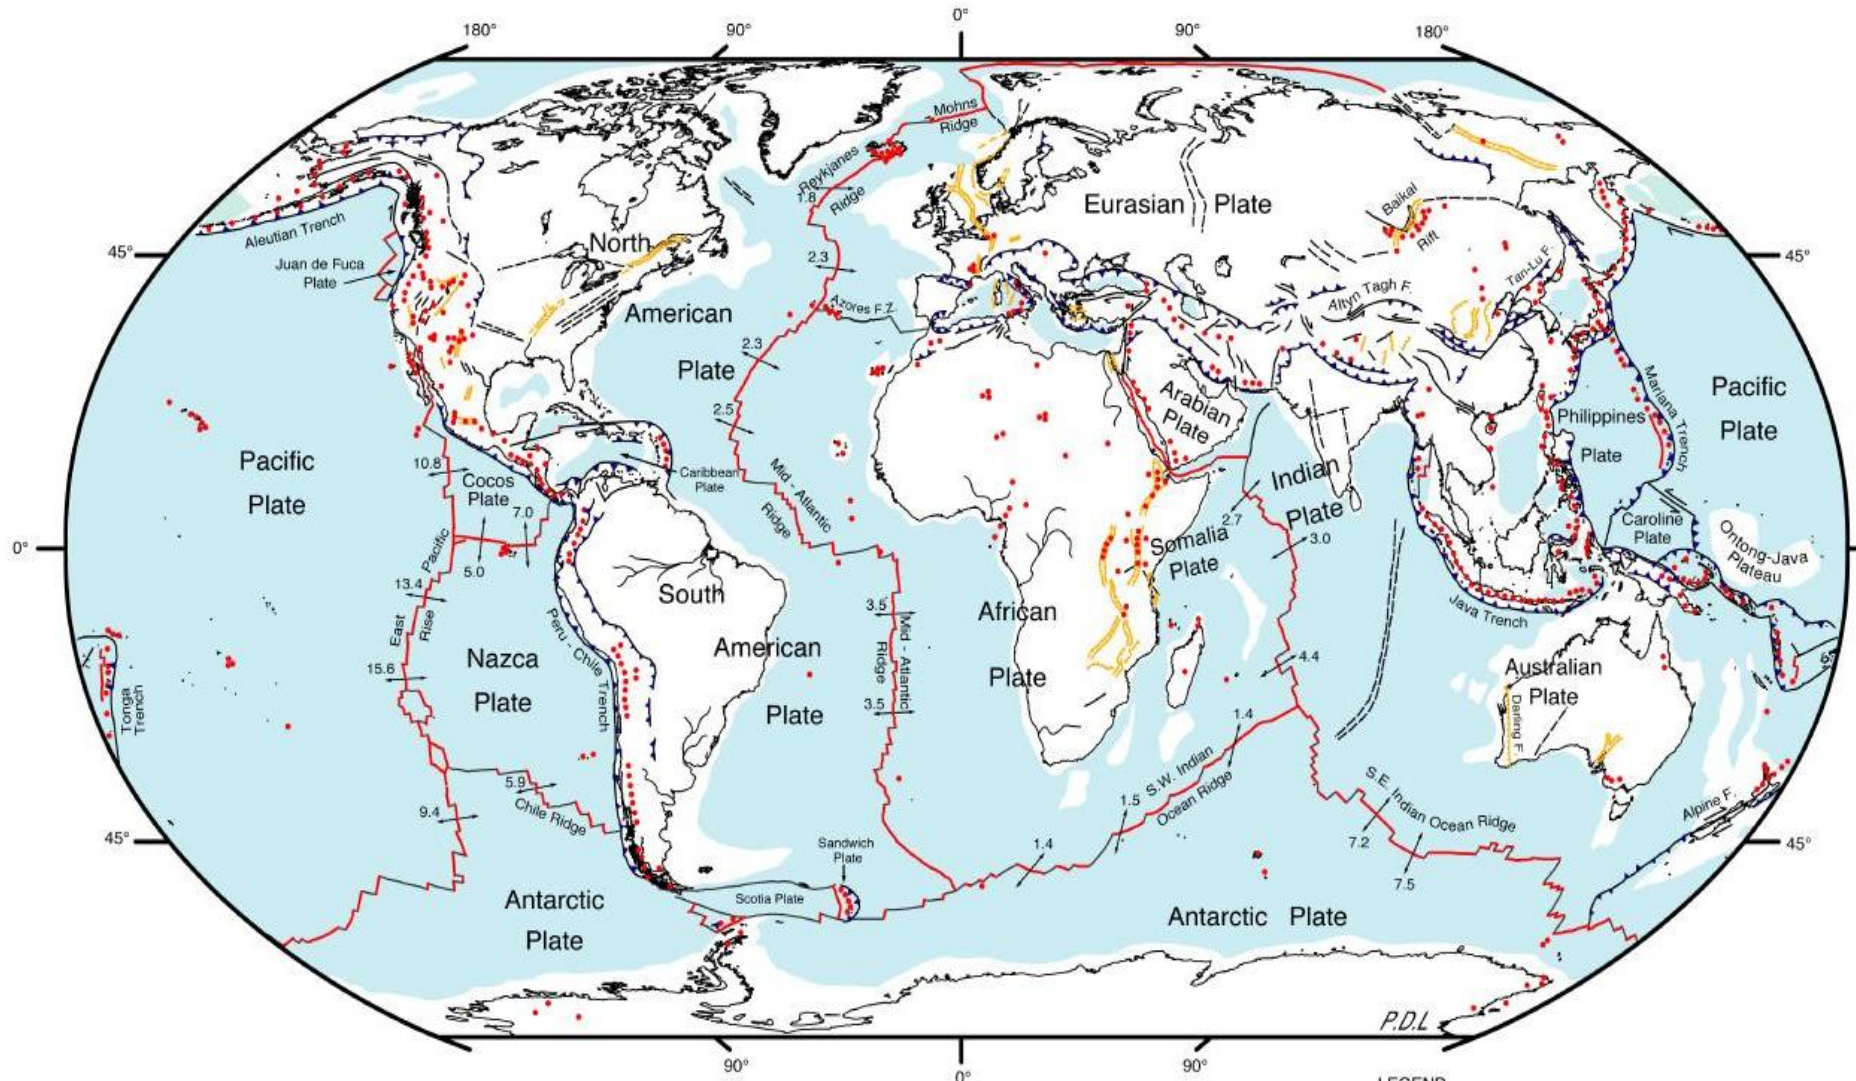 180°
90°
0°
90°
180°
Mohns
Ridge
Reykjanes
Ridge
1.8
Eurasian Plate
Baikal
Rift
Aleutian Trench
North
45°
45°
Juan de Fuca
Plate
2.3
Tan-Lu F.
Altyn Tagh F.
Azores F.Z.
American
Plate
2.3
2.5
Arabian
Plate
Mariana Trench
Philippines
Plate
Pacific
Plate
Pacific
Plate
10.8
Cocos
Plate
7.0
5.0
Caribbean
Plate
Mid - Atlantic
Ridge
Indian
Plate
2.7
3.0
Somalia
Plate
Caroline
Plate
Ontong-Java
Plateau
0°
13.4
East Pacific
Rise
15.6
South
American
Plate
Peru - Chile Trench
Nazca
Plate
3.5
Mid - Atlantic
Ridge
3.5
African
Plate
4.4
Java Trench
Australian
Plate
Darling F.
Tonga
Trench
1.4
S.W. Indian
Ocean Ridge
1.5
1.4
5.9
Chile Ridge
9.4
S.E. Indian Ocean Ridge
7.2
7.5
Alpine F.
45°
45°
Sandwich
Plate
Scotia Plate
Antarctic
Plate
Antarctic Plate
P.D.L
90°
0°
90°
LEGEND